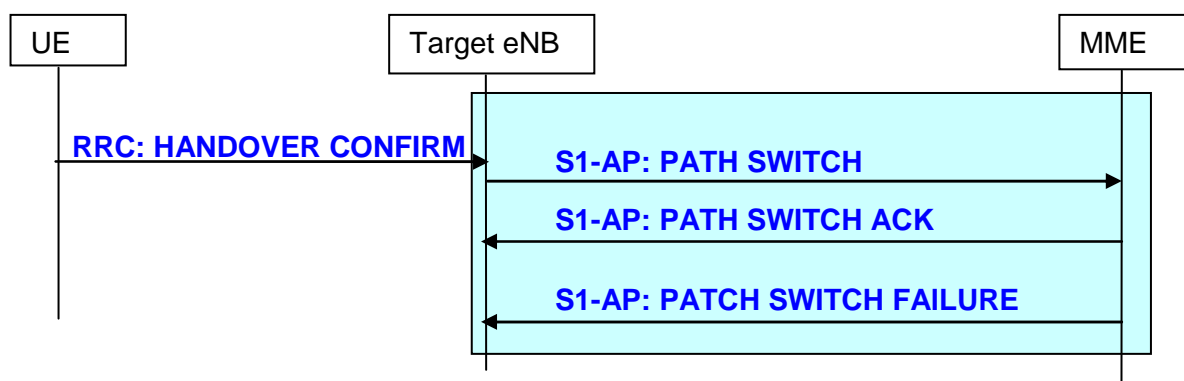 UE
Target eNB
MME
RRC: HANDOVER CONFIRM
S1-AP: PATH SWITCH
S1-AP: PATH SWITCH ACK
S1-AP: PATCH SWITCH FAILURE